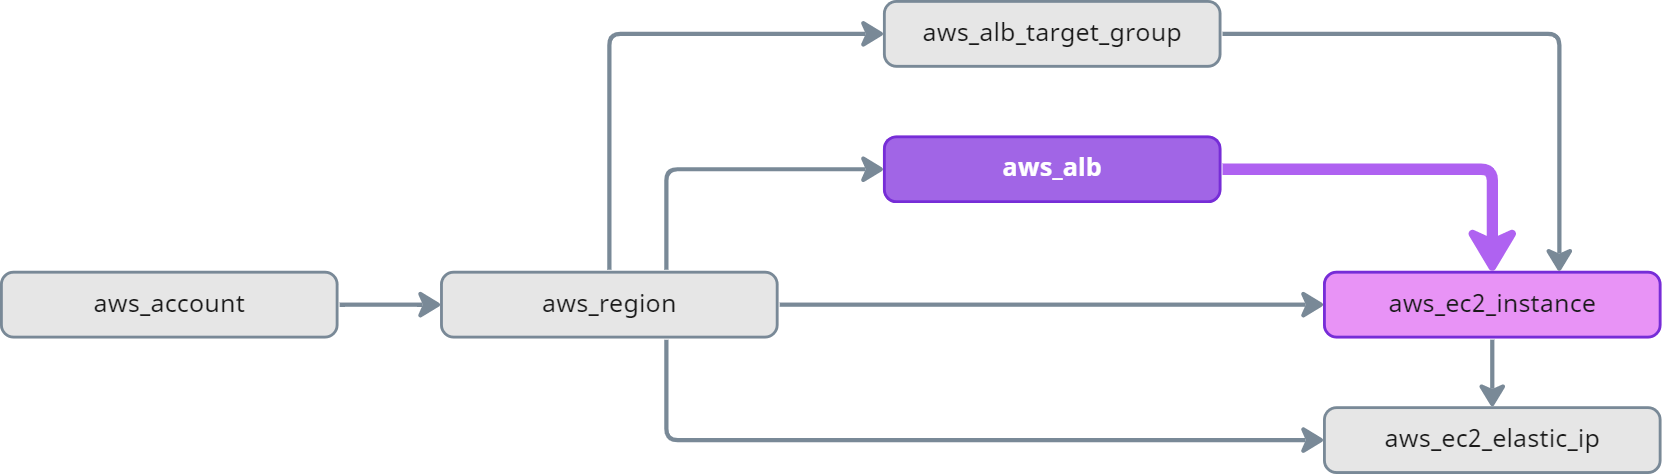 aws_alb_target_group
aws_alb
aws_account
aws_region
aws_ec2_instance
aws_ec2_elastic_ip